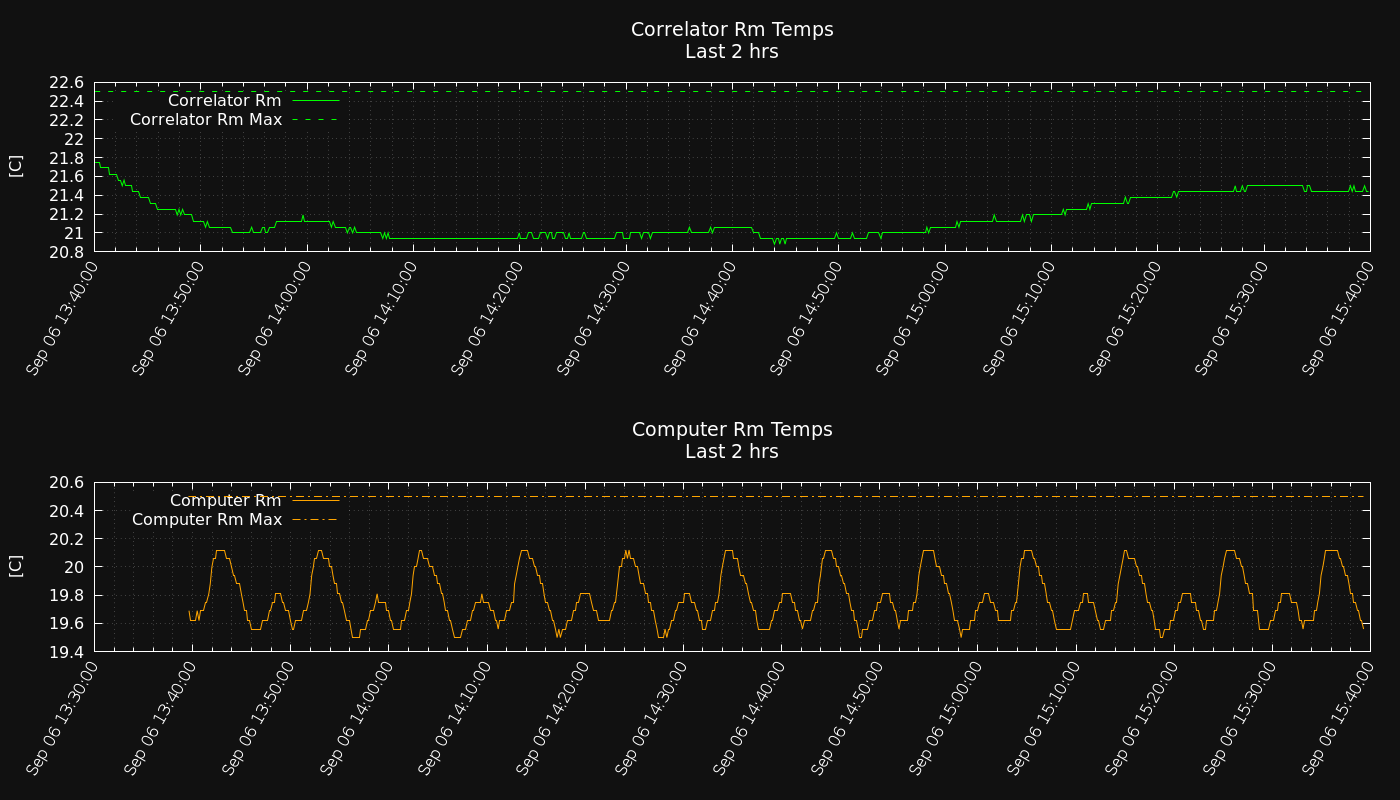 Correlator Rm Temps
Last 2 hrs
22.6
22.4
22.2
22
21.8
21.6
21.4
21.2
21
20.8
[C]
Correlator Rm
Correlator Rm Max
Sep 06 13:40:00
Sep 06 13:50:00
Sep 06 14:00:00
Sep 06 14:10:00
Sep 06 14:20:00
Sep 06 14:30:00
Sep 06 14:40:00
Sep 06 14:50:00
Sep 06 15:00:00
Sep 06 15:10:00
Sep 06 15:20:00
Sep 06 15:30:00
Sep 06 15:40:00
Computer Rm Temps
Last 2 hrs
20.6
20.4
20.2
20
19.8
19.6
19.4
[C]
Computer Rm
Computer Rm Max
Sep 06 13:30:00
Sep 06 13:40:00
Sep 06 13:50:00
Sep 06 14:00:00
Sep 06 14:10:00
Sep 06 14:20:00
Sep 06 14:30:00
Sep 06 14:40:00
Sep 06 14:50:00
Sep 06 15:00:00
Sep 06 15:10:00
Sep 06 15:20:00
Sep 06 15:30:00
Sep 06 15:40:00